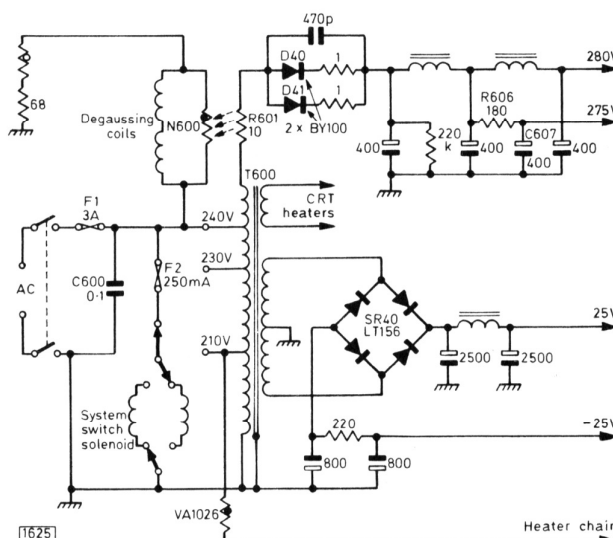 470p
D40
1
D41
1
2 x BY100
280V
275V
R606
180
C607
400
220
k
400
400
400
68
Degaussing
coils
N600
R601
10
T600
CRT
heaters
F1
3A
240V
230V
210V
F2
250mA
C600
0·1
AC
SR40
LT156
25V
2500
2500
System
switch
solenoid
220
-25V
800
800
VA1026
1625
Heater chain